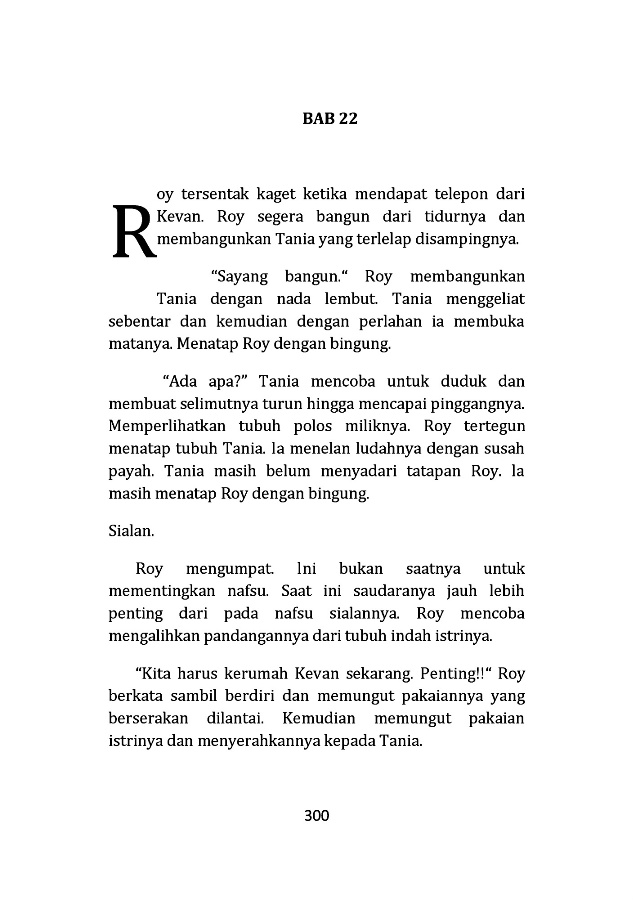 BAB 22
Roy tersentak kaget ketika mendapat telepon dari
Kevan. Roy segera bangun dari tidurnya dan
membangunkan Tania yang terlelap disampingnya.
“Sayang bangun.“ Roy membangunkan
Tania dengan nada lembut. Tania menggeliat
sebentar dan kemudian dengan perlahan ia membuka
matanya. Menatap Roy dengan bingung.
“Ada apa?” Tania mencoba untuk duduk dan
membuat selimutnya turun hingga mencapai pinggangnya.
Memperlihatkan tubuh polos miliknya. Roy tertegun
menatap tubuh Tania. Ia menelan ludahnya dengan susah
payah. Tania masih belum menyadari tatapan Roy. Ia
masih menatap Roy dengan bingung.
Sialan.
Roy mengumpat. Ini bukan saatnya untuk
mementingkan nafsu. Saat ini saudaranya jauh lebih
penting dari pada nafsu sialannya. Roy mencoba
mengalihkan pandangannya dari tubuh indah istrinya.
“Kita harus kerumah Kevan sekarang. Penting!!“ Roy
berkata sambil berdiri dan memungut pakaiannya yang
berserakan dilantai. Kemudian memungut pakaian
istrinya dan menyerahkannya kepada Tania.
300